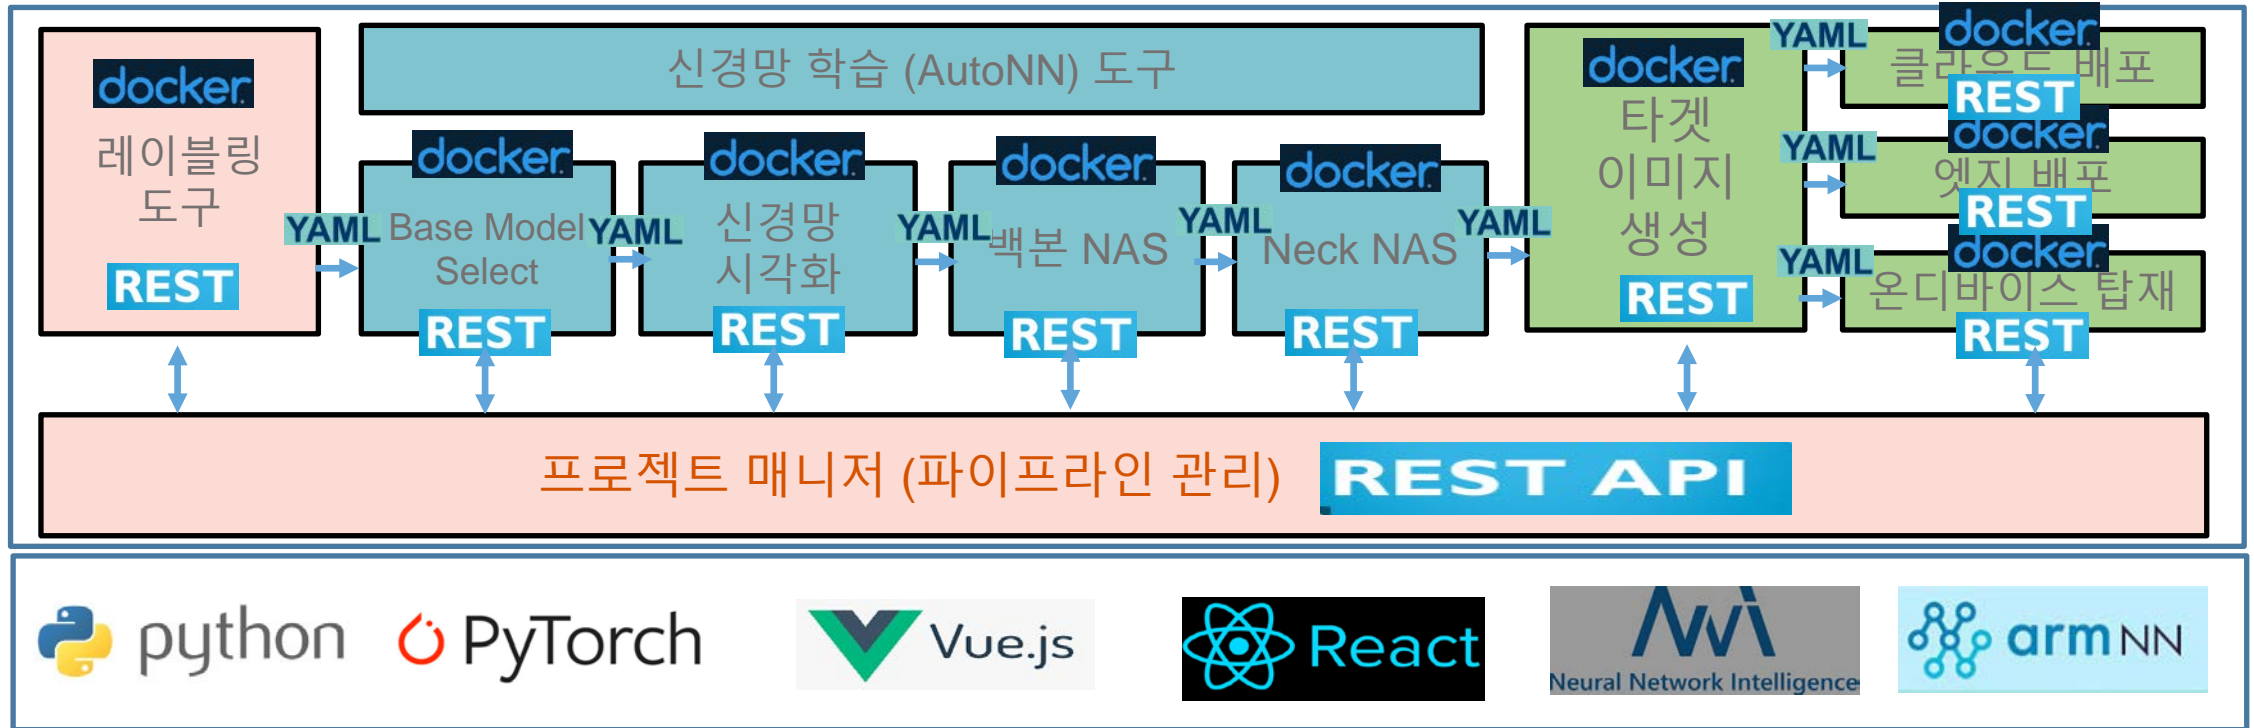 docker
레이블링
도구
REST
YAML
신경망 학습 (AutoNN) 도구
docker
Base Model
Select
REST
YAML
docker
신경망
시각화
REST
YAML
docker
백본 NAS
REST
YAML
docker
Neck NAS
REST
YAML
docker
타겟
이미지
생성
REST
YAML
docker
클라우드 배포
REST
YAML
docker
엣지 배포
REST
YAML
docker
온디바이스 탑재
REST
프로젝트 매니저 (파이프라인 관리)
REST API
python
PyTorch
Vue.js
React
NNI
Neural Network Intelligence
arm NN